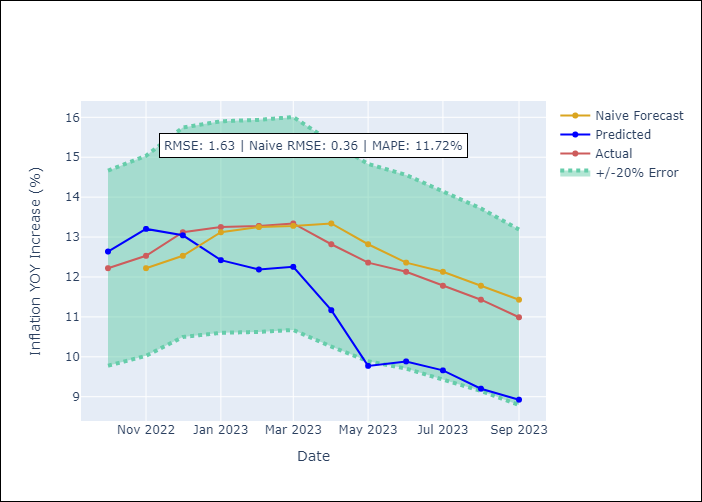 RMSE: 1.63 | Naive RMSE: 0.36 | MAPE: 11.72%
Naive Forecast
Predicted
Actual
+/-20% Error
Inflation YOY Increase (%)
16
15
14
13
12
11
10
9
Nov 2022
Jan 2023
Mar 2023
May 2023
Jul 2023
Sep 2023
Date